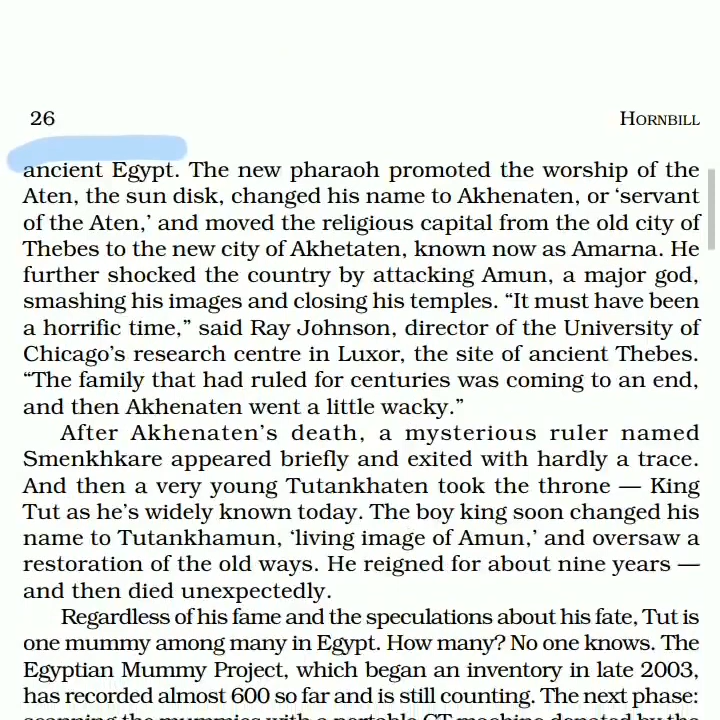 26 HORNBILL
ancient Egypt. The new pharaoh promoted the worship of the
Aten, the sun disk, changed his name to Akhenaten, or ‘servant
of the Aten,’ and moved the religious capital from the old city of
Thebes to the new city of Akhetaten, known now as Amarna. He
further shocked the country by attacking Amun, a major god,
smashing his images and closing his temples. “It must have been
a horrific time,” said Ray Johnson, director of the University of
Chicago’s research centre in Luxor, the site of ancient Thebes.
“The family that had ruled for centuries was coming to an end,
and then Akhenaten went a little wacky.”
After Akhenaten’s death, a mysterious ruler named
Smenkhkare appeared briefly and exited with hardly a trace.
And then a very young Tutankhaten took the throne — King
Tut as he’s widely known today. The boy king soon changed his
name to Tutankhamun, ‘living image of Amun,’ and oversaw a
restoration of the old ways. He reigned for about nine years —
and then died unexpectedly.
Regardless of his fame and the speculations about his fate, Tut is
one mummy among many in Egypt. How many? No one knows. The
Egyptian Mummy Project, which began an inventory in late 2003,
has recorded almost 600 so far and is still counting. The next phase:
scanning the mummies with a portable CT machine donated by the